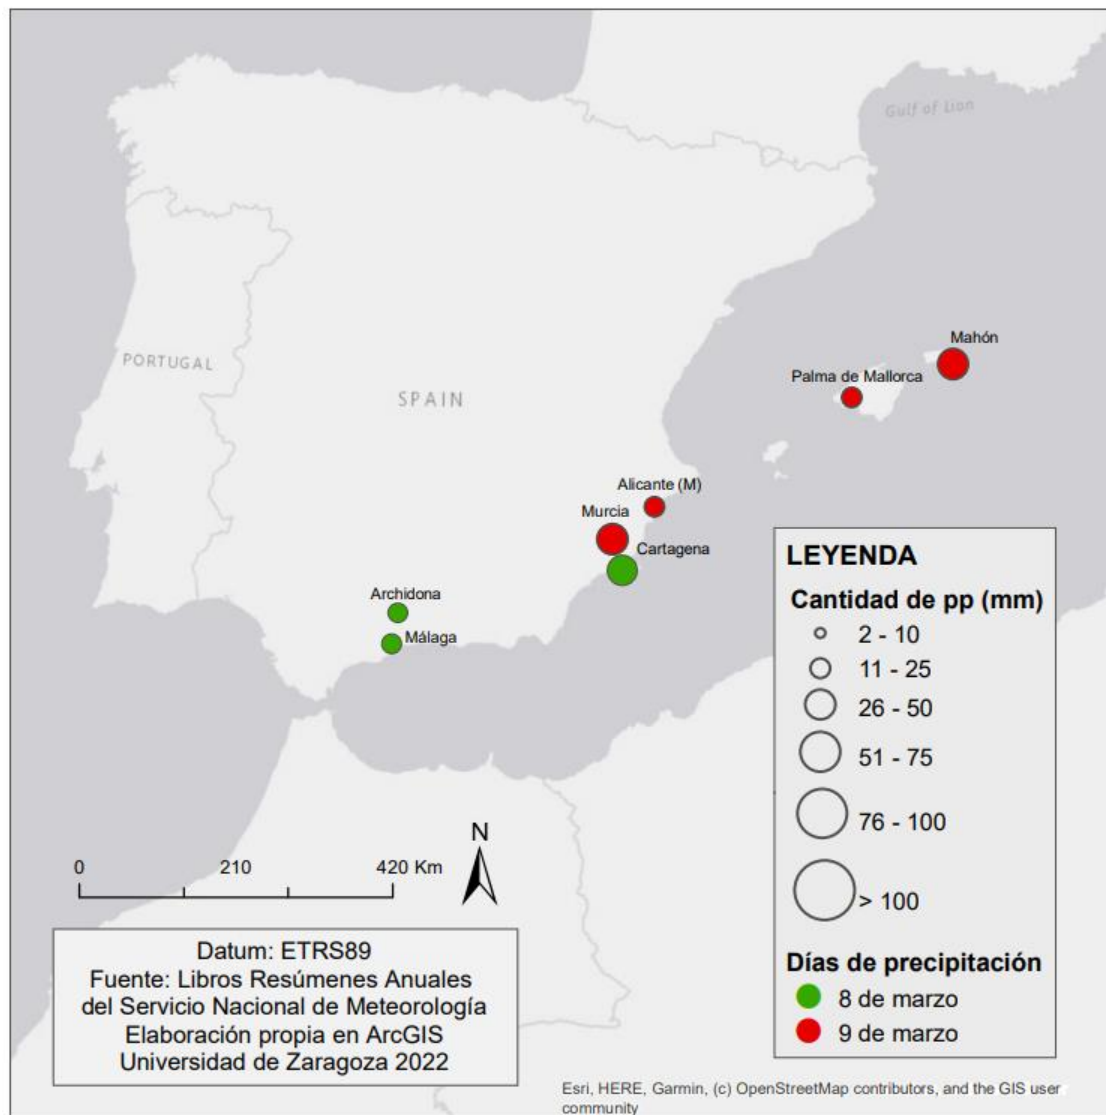 Gulf of Lion
PORTUGAL
SPAIN
Mahón
Palma de Mallorca
Alicante (M)
Murcia
Cartagena
Archidona
Málaga
LEYENDA
Cantidad de pp (mm)
2 - 10
11 - 25
26 - 50
51 - 75
76 - 100
> 100
Días de precipitación
8 de marzo
9 de marzo
N
0 210 420 Km
Datum: ETRS89
Fuente: Libros Resúmenes Anuales
del Servicio Nacional de Meteorología
Elaboración propia en ArcGIS
Universidad de Zaragoza 2022
Esri, HERE, Garmin, (c) OpenStreetMap contributors, and the GIS user
community